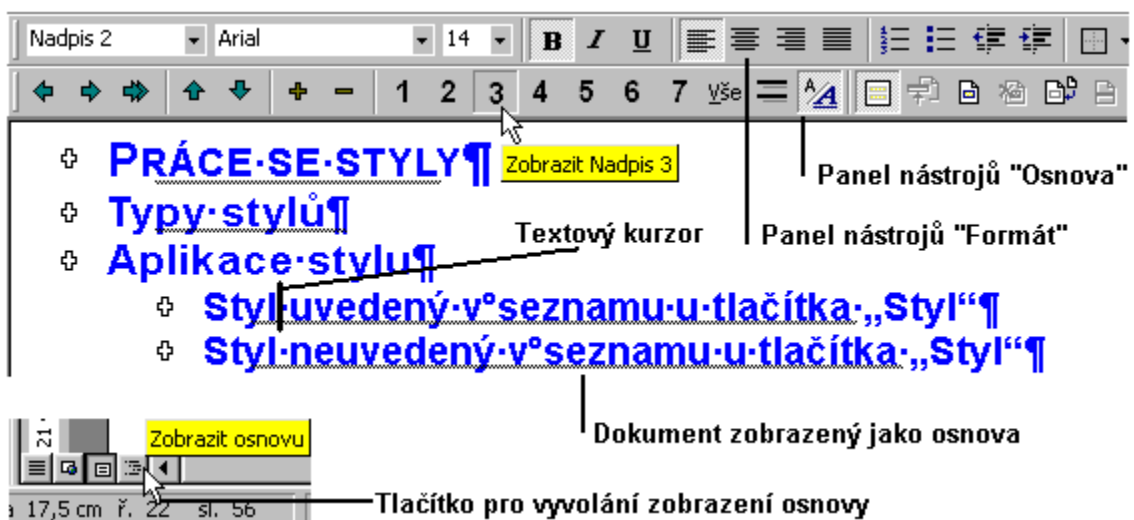 Nadpis 2 Arial 14 B I U
1 2 3 4 5 6 7 Vše A A
PRÁCE·SE·STYLY¶
Zobrazit Nadpis 3
Panel nástrojů "Osnova"
Typy·stylů¶
Textový kurzor
Panel nástrojů "Formát"
Aplikace·stylu¶
Styl·uvedený·v°seznamu·u·tlačítka·„Styl“¶
Styl·neuvedený·v°seznamu·u·tlačítka·„Styl“¶
Dokument zobrazený jako osnova
21
Zobrazit osnovu
17,5 cm ř. 22 sl. 56
Tlačítko pro vyvolání zobrazení osnovy